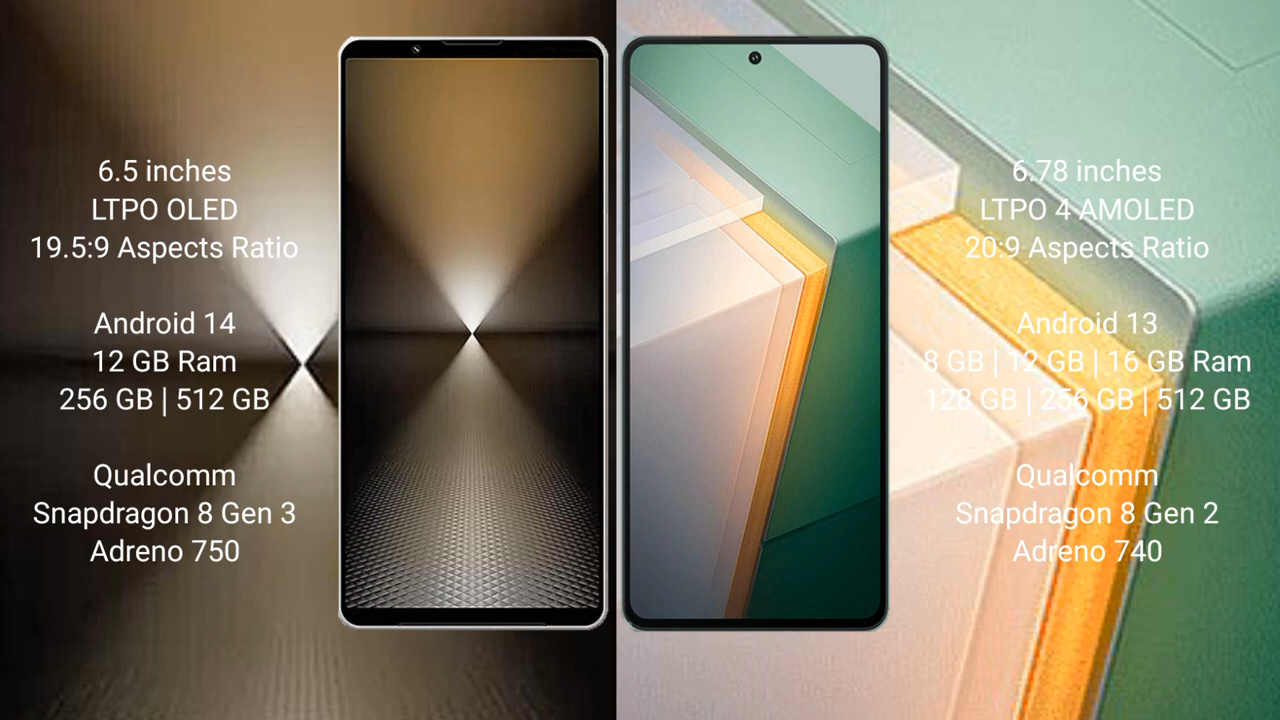 6.5 inches
LTPO OLED
19.5:9 Aspects Ratio
Android 14
12 GB Ram
256 GB | 512 GB
Qualcomm
Snapdragon 8 Gen 3
Adreno 750
6.78 inches
LTPO 4 AMOLED
20:9 Aspects Ratio
Android 13
8 GB | 12 GB | 16 GB Ram
128 GB | 256 GB | 512 GB
Qualcomm
Snapdragon 8 Gen 2
Adreno 740